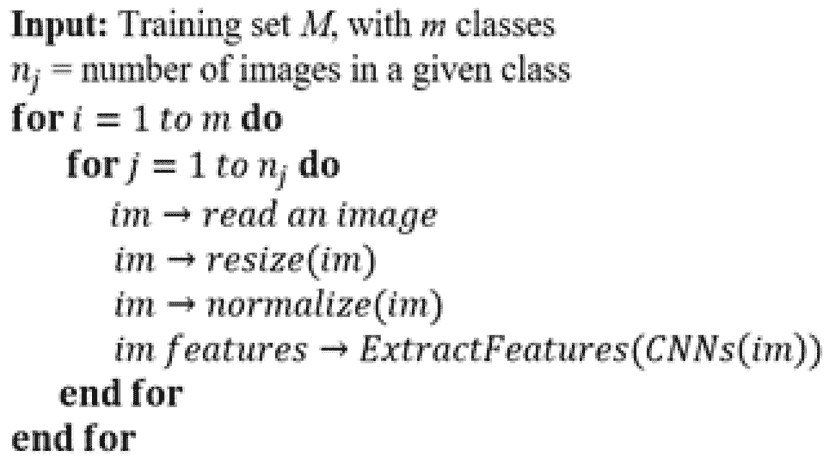 Input: Training set M, with m classes
nⱼ = number of images in a given class
for i = 1 to m do
for j = 1 to nⱼ do
im → read an image
im → resize(im)
im → normalize(im)
im features → ExtractFeatures(CNNs(im))
end for
end for